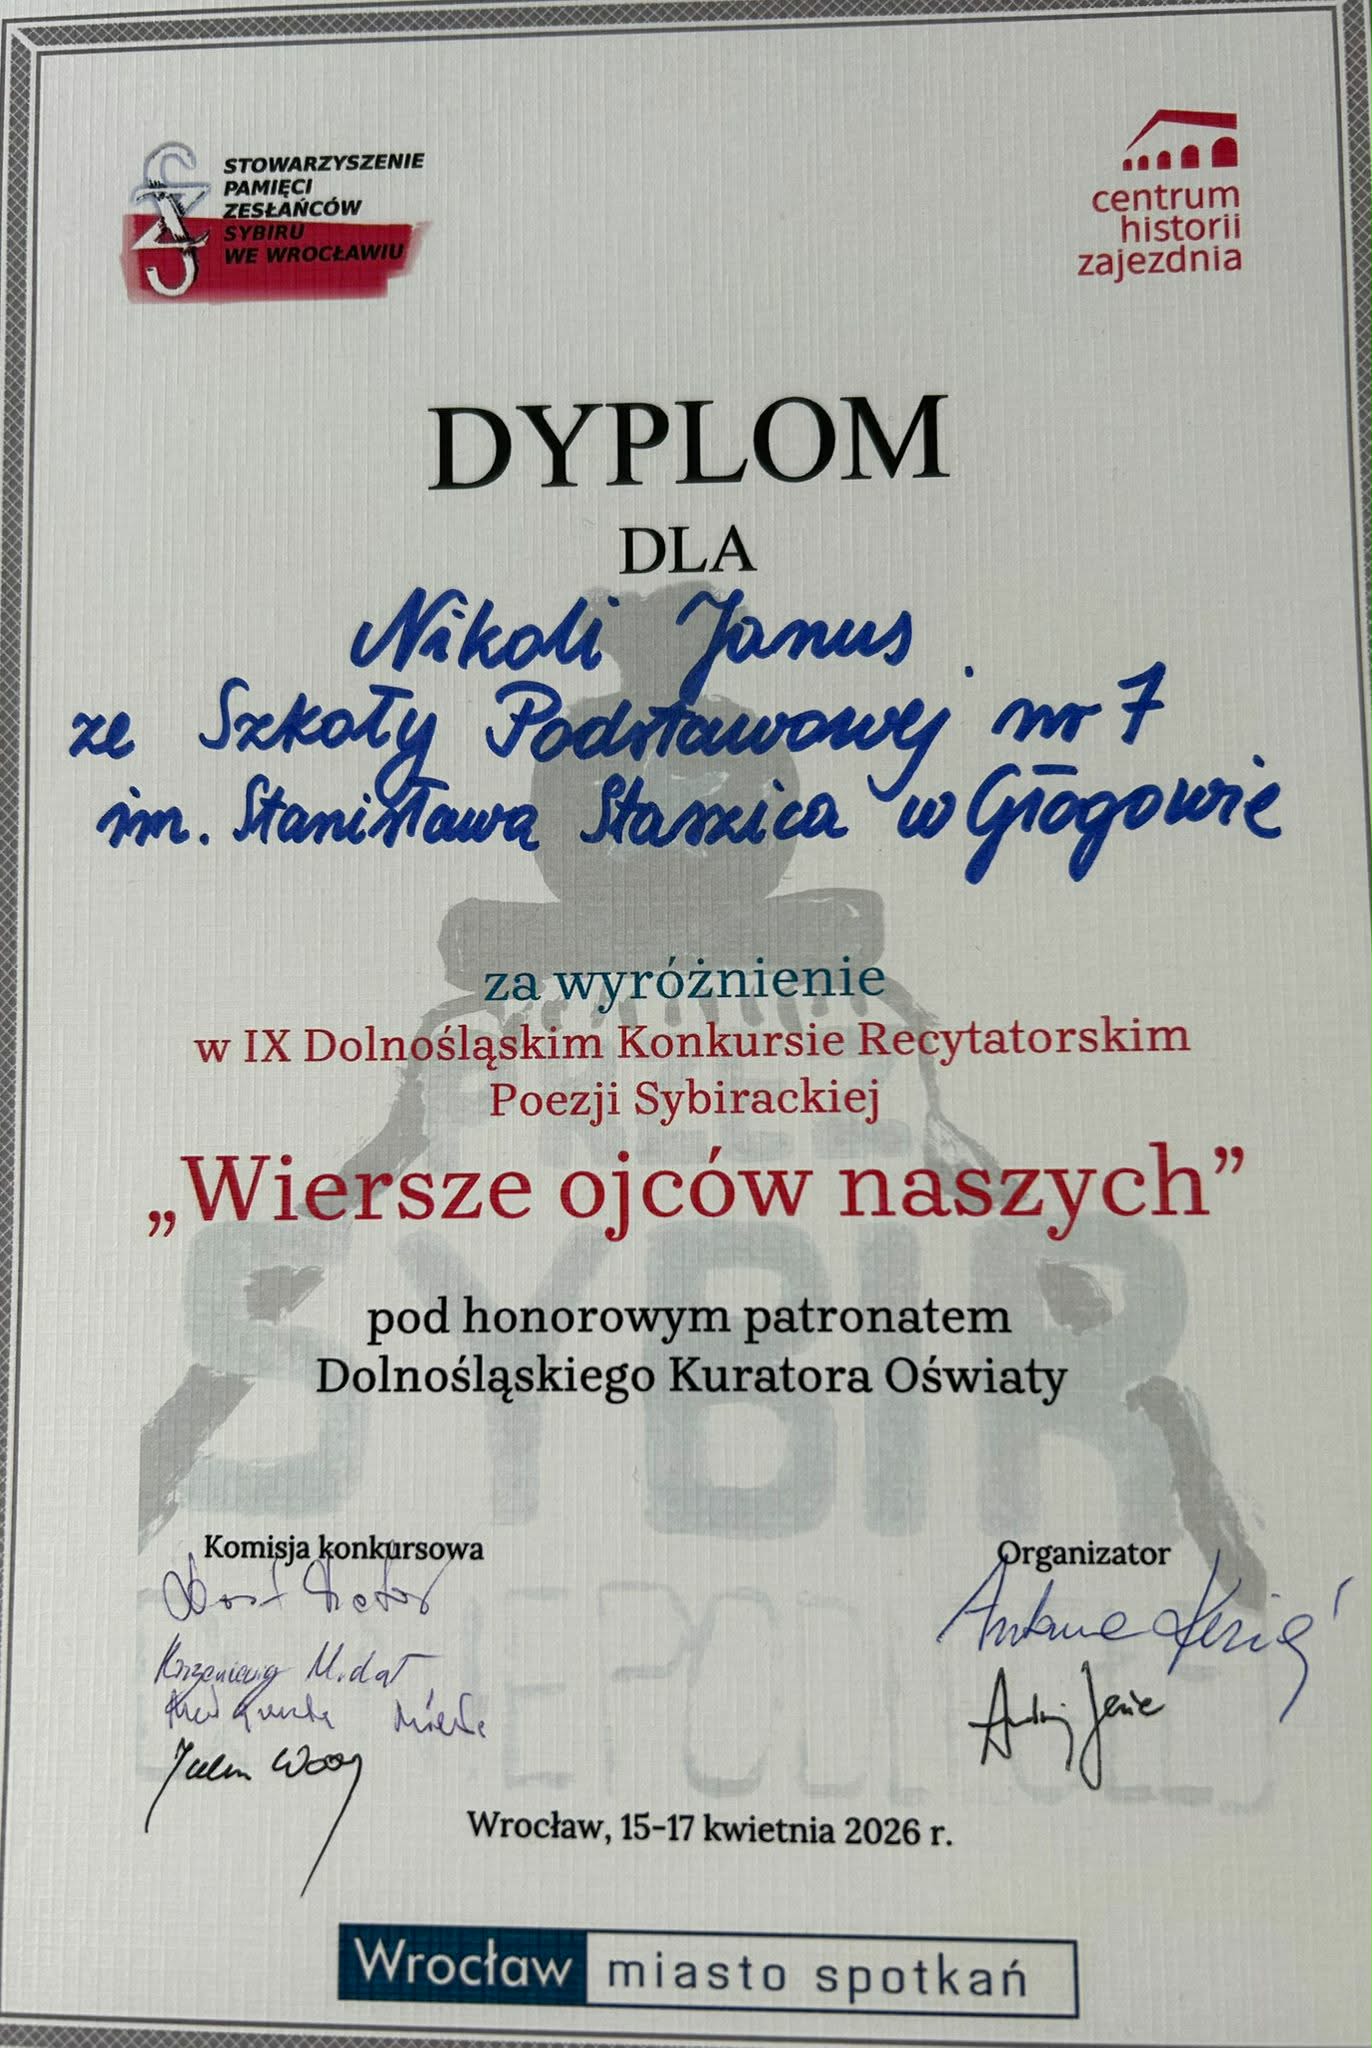 STOWARZYSZENIE
PAMIĘCI
ZESŁAŃCÓW
SYBIRU
WE WROCŁAWIU
centrum
historii
zajezdnia
DYPLOM
DLA
Nikoli Janus
ze Szkoły Podstawowej nr 7
im. Stanisława Staszica w Głogowie
za wyróżnienie
w IX Dolnośląskim Konkursie Recytatorskim
Poezji Sybirackiej
„Wiersze ojców naszych”
pod honorowym patronatem
Dolnośląskiego Kuratora Oświaty
SYBIR
Komisja konkursowa
Organizator
Wrocław, 15-17 kwietnia 2026 r.
Wrocław miasto spotkań